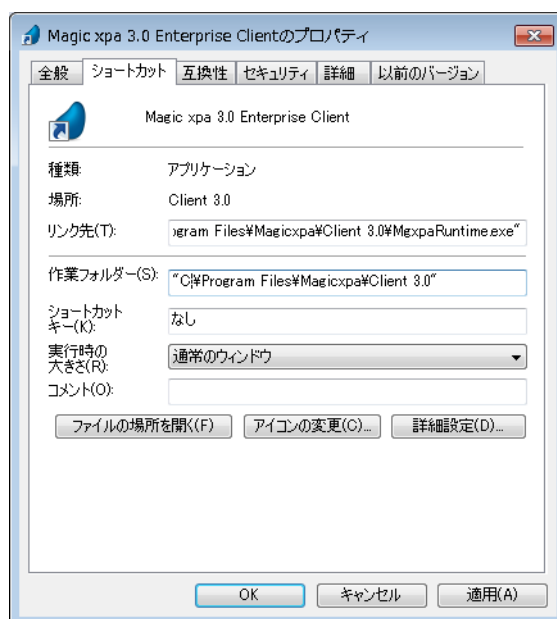 Magic xpa 3.0 Enterprise Clientのプロパティ
全般 ショートカット 互換性 セキュリティ 詳細 以前のバージョン
Magic xpa 3.0 Enterprise Client
種類: アプリケーション
場所: Client 3.0
リンク先(T): ogram Files¥Magicxpa¥Client 3.0¥MgxpaRuntime.exe"
作業フォルダー(S): "C:¥Program Files¥Magicxpa¥Client 3.0"
ショートカット
キー(K): なし
実行時の
大きさ(R): 通常のウィンドウ
コメント(O):
ファイルの場所を開く(F) アイコンの変更(C)... 詳細設定(D)...
OK キャンセル 適用(A)